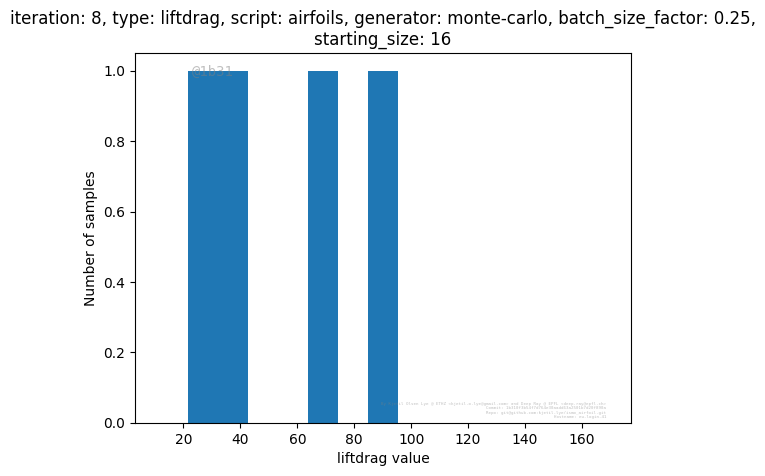 iteration: 8, type: liftdrag, script: airfoils, generator: monte-carlo, batch_size_factor: 0.25,
starting_size: 16
@1b31
1.0
0.8
0.6
0.4
0.2
0.0
Number of samples
20 40 60 80 100 120 140 160
liftdrag value